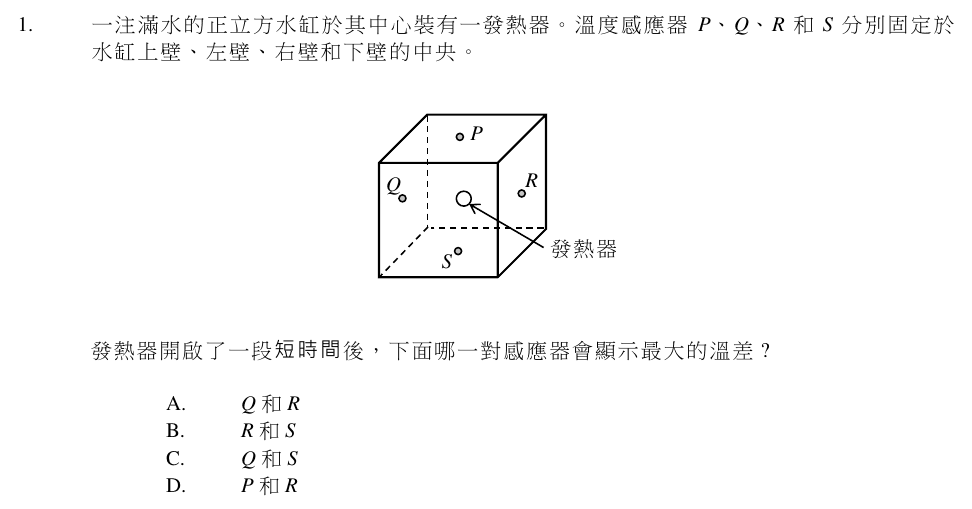 1. 一注滿水的正立方水缸於其中心裝有一發熱器。溫度感應器 P、Q、R 和 S 分別固定於
水缸上壁、左壁、右壁和下壁的中央。
P
Q
R
S
發熱器
發熱器開啟了一段短時間後，下面哪一對感應器會顯示最大的溫差？
A. Q 和 R
B. R 和 S
C. Q 和 S
D. P 和 R